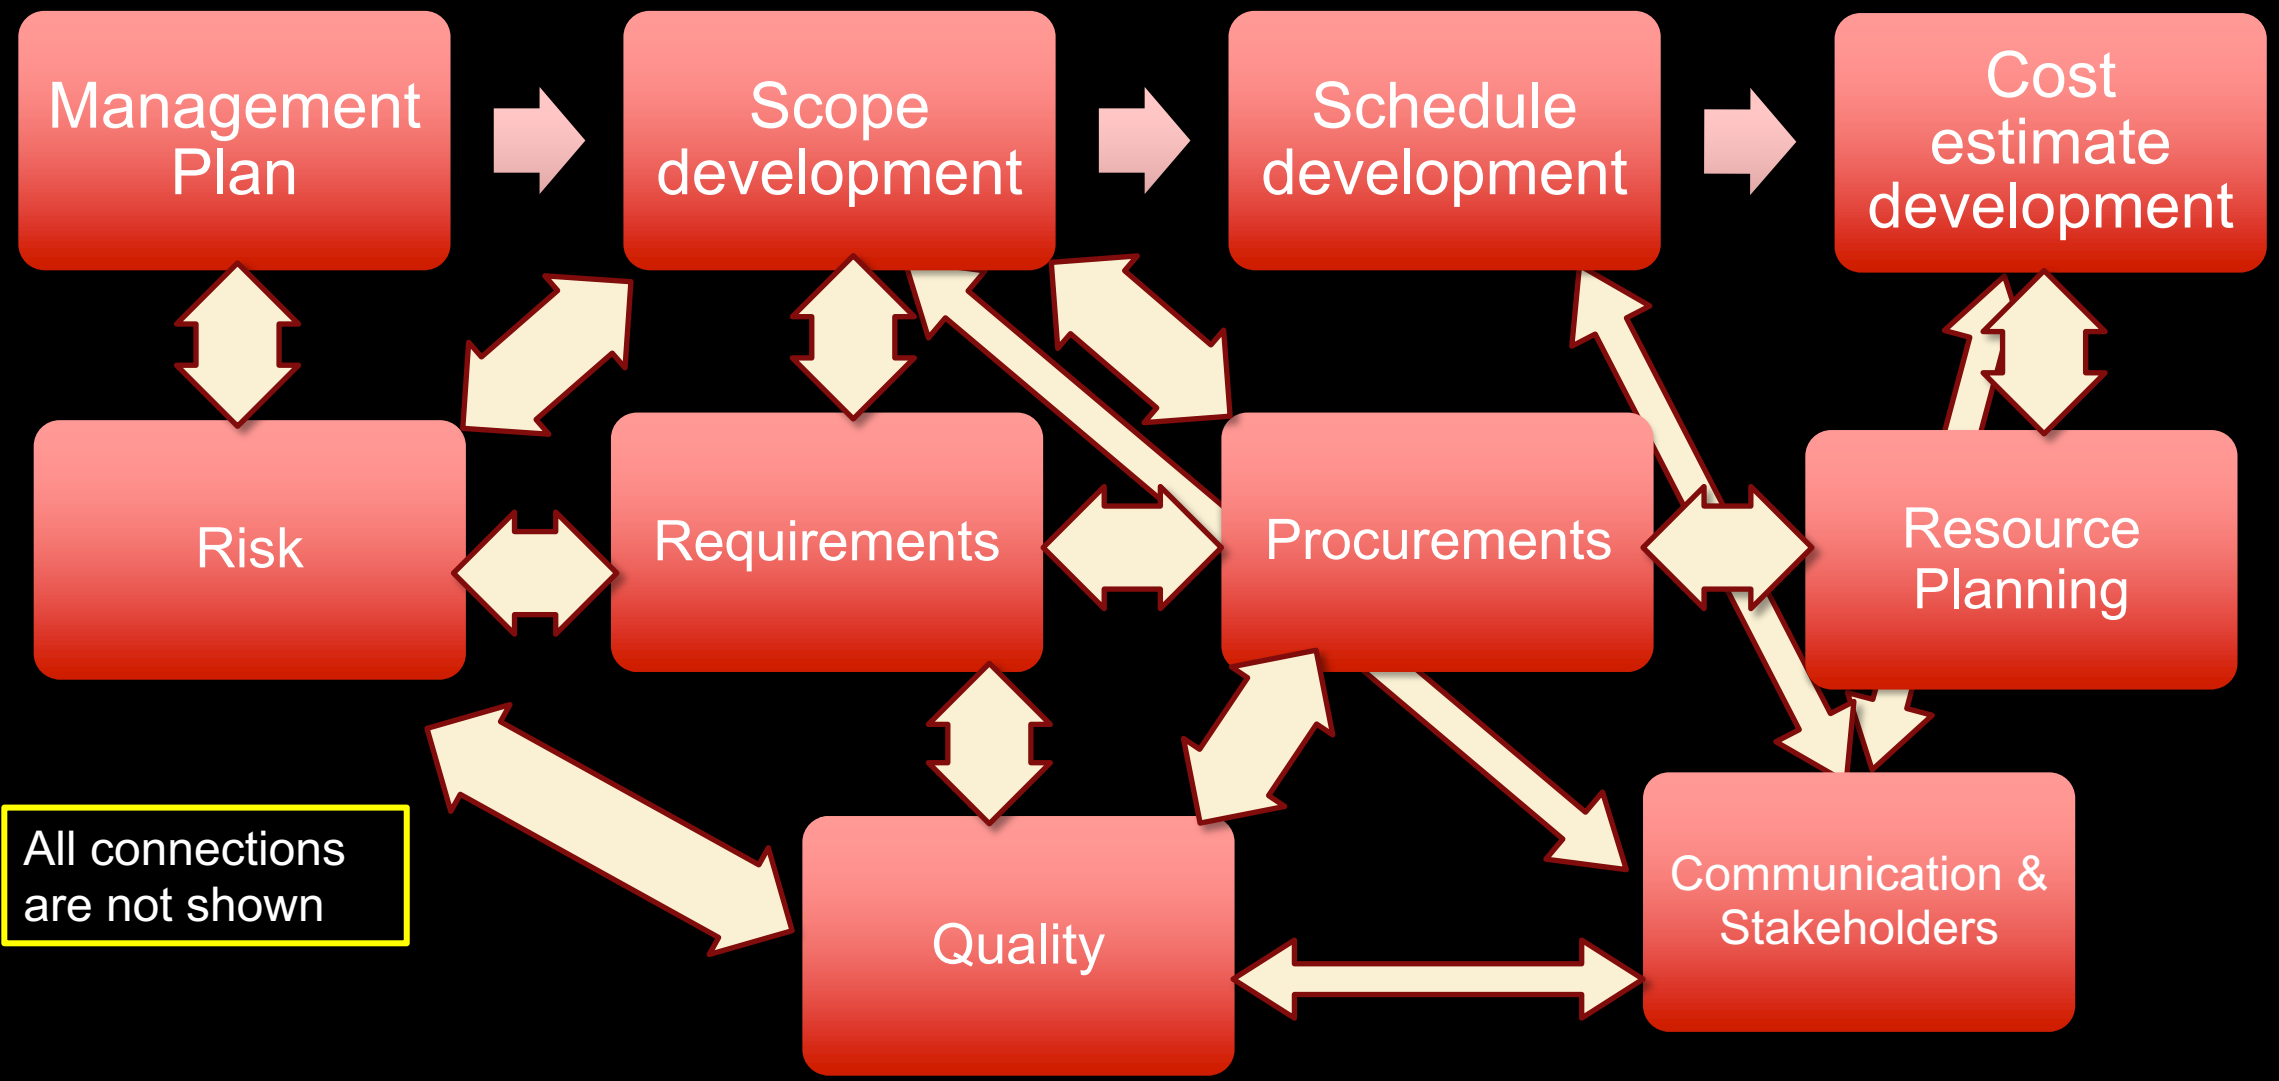 Management
Plan
Scope
development
Schedule
development
Cost
estimate
development
Risk
Requirements
Procurements
Resource
Planning
All connections
are not shown
Quality
Communication &
Stakeholders